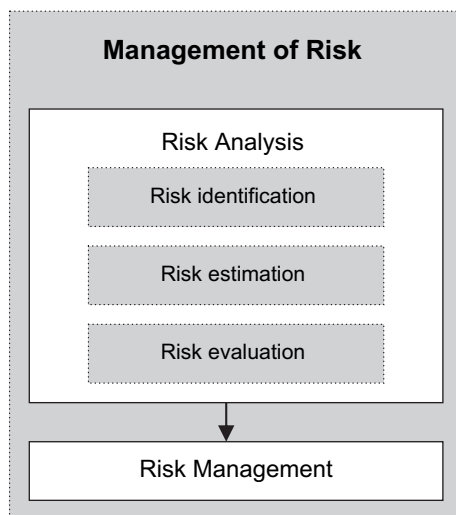 Management of Risk
Risk Analysis
Risk identification
Risk estimation
Risk evaluation
Risk Management